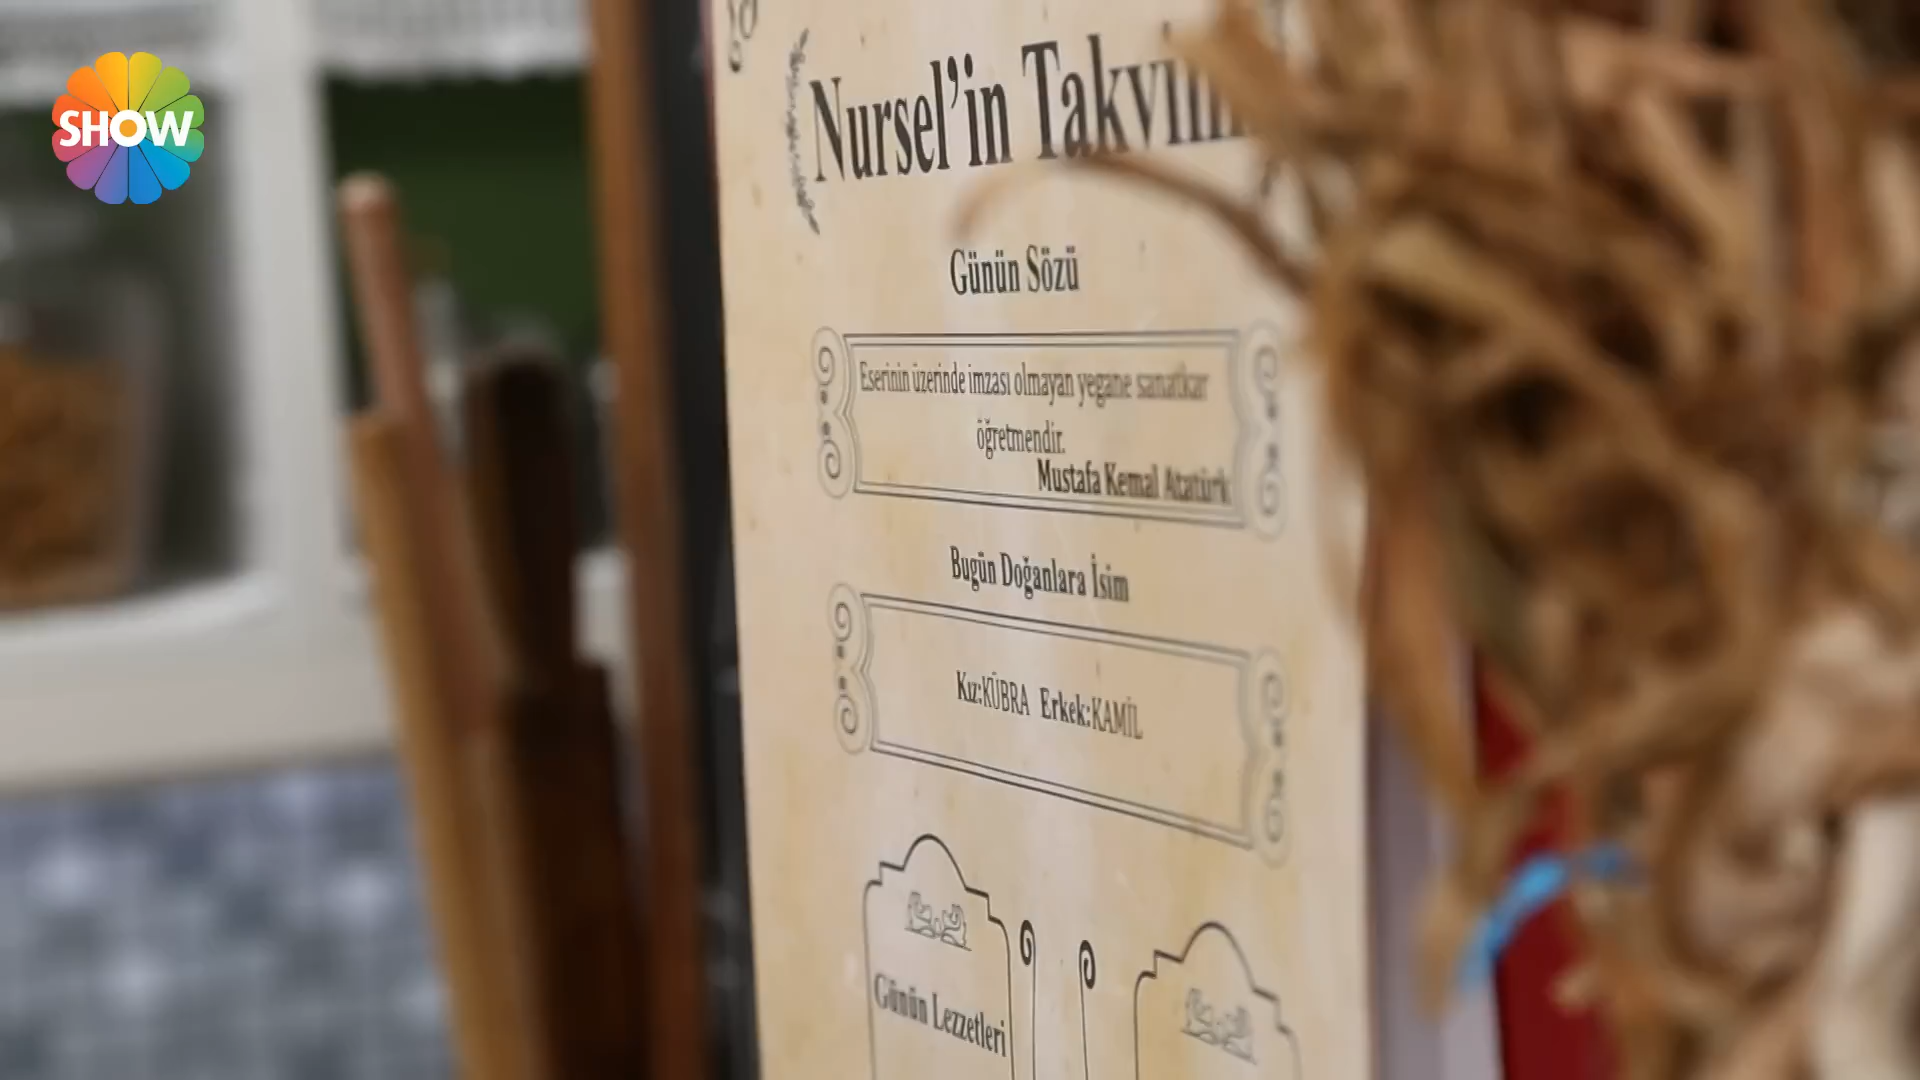 SHOW
Nursel'in
Günün Sözü
Eserinin üzerinde imzası olmayan yegane sanatkar
öğretmendir.
Mustafa Kemal Atatürk
Bugün Doğanlara İsim
Kız:KÜBRA Erkek:KAMİL
Günün Lezzetleri